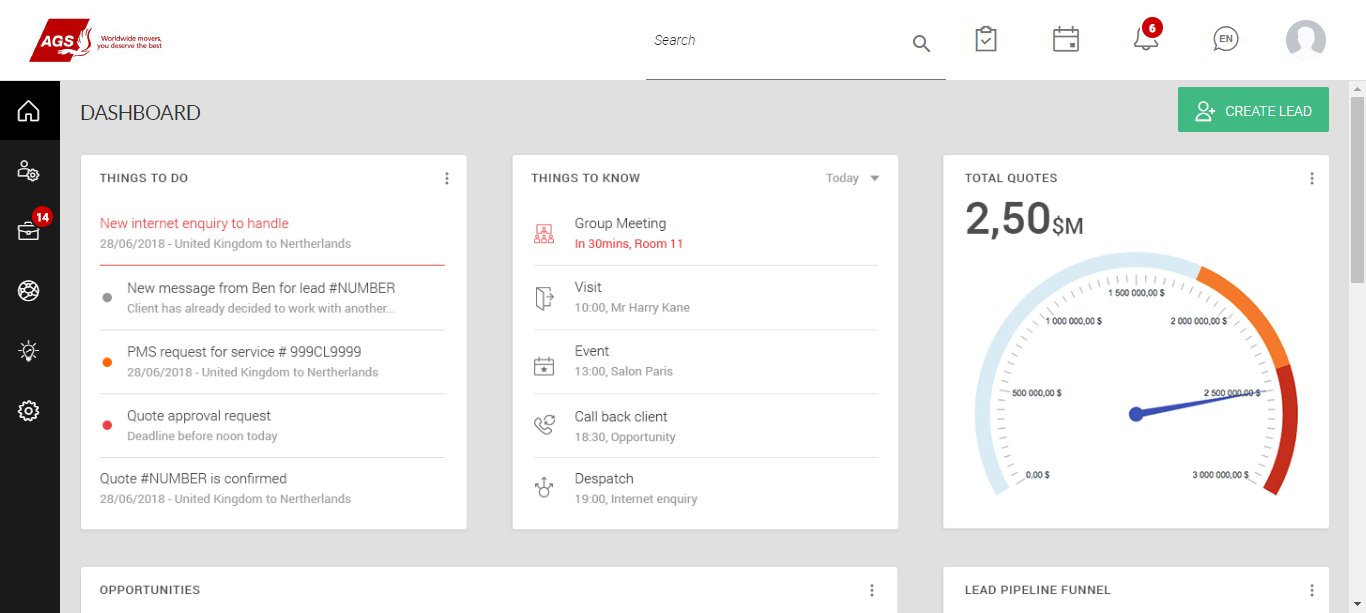 AGS
Worldwide movers,
you deserve the best
Search
6
EN
14
DASHBOARD
CREATE LEAD
THINGS TO DO
New internet enquiry to handle
28/06/2018 - United Kingdom to Nertherlands
New message from Ben for lead #NUMBER
Client has already decided to work with another...
PMS request for service # 999CL9999
28/06/2018 - United Kingdom to Nertherlands
Quote approval request
Deadline before noon today
Quote #NUMBER is confirmed
28/06/2018 - United Kingdom to Nertherlands
THINGS TO KNOW
Today
Group Meeting
In 30mins, Room 11
Visit
10:00, Mr Harry Kane
Event
13:00, Salon Paris
Call back client
18:30, Opportunity
Despatch
19:00, Internet enquiry
TOTAL QUOTES
2,50$M
1 500 000,00 $
1 000 000,00 $
2 000 000,00 $
500 000,00 $
2 500 000,00 $
0,00 $
3 000 000,00 $
OPPORTUNITIES
LEAD PIPELINE FUNNEL